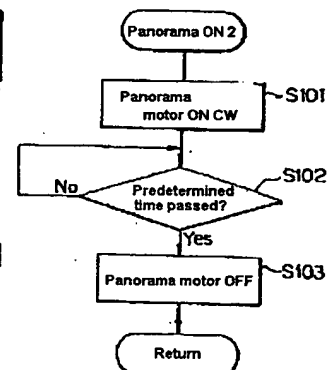 Panorama ON 2
Panorama
motor ON CW
S101
Predetermined
time passed?
S102
No
Yes
Panorama motor OFF
S103
Return